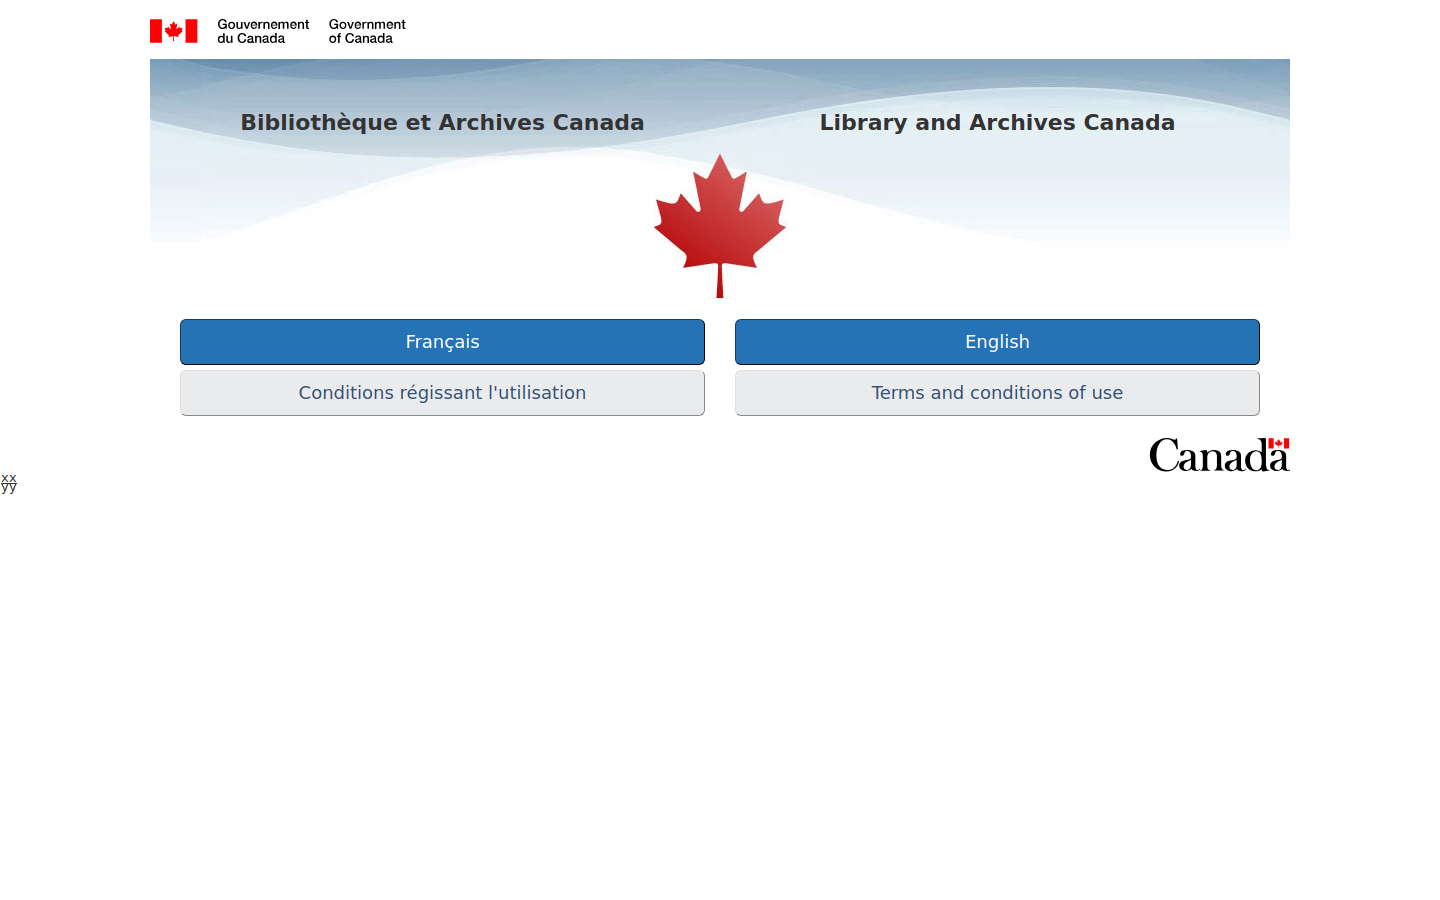 Gouvernement
du Canada
Government
of Canada
Bibliothèque et Archives Canada
Library and Archives Canada
Français
English
Conditions régissant l'utilisation
Terms and conditions of use
Canada
xx
yy